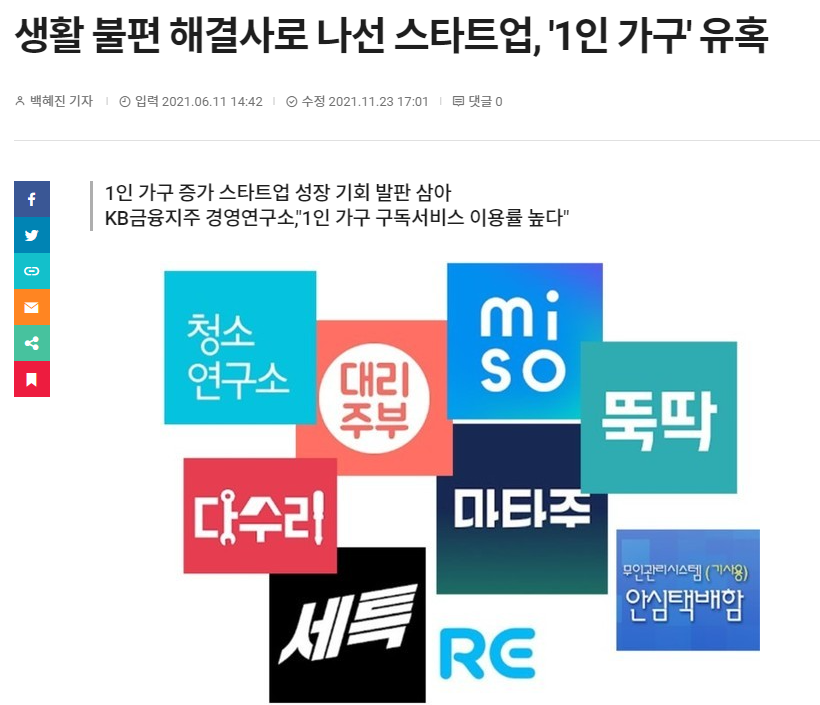 생활 불편 해결사로 나선 스타트업, '1인 가구' 유혹
백혜진 기자 입력 2021.06.11 14:42 수정 2021.11.23 17:01 댓글 0
1인 가구 증가 스타트업 성장 기회 발판 삼아
KB금융지주 경영연구소,"1인 가구 구독서비스 이용률 높다"
청소
연구소
대리
주부
mi
so
뚝딱
다수리
마타주
무인관리시스템 (기사용)
안심택배함
세특
RE